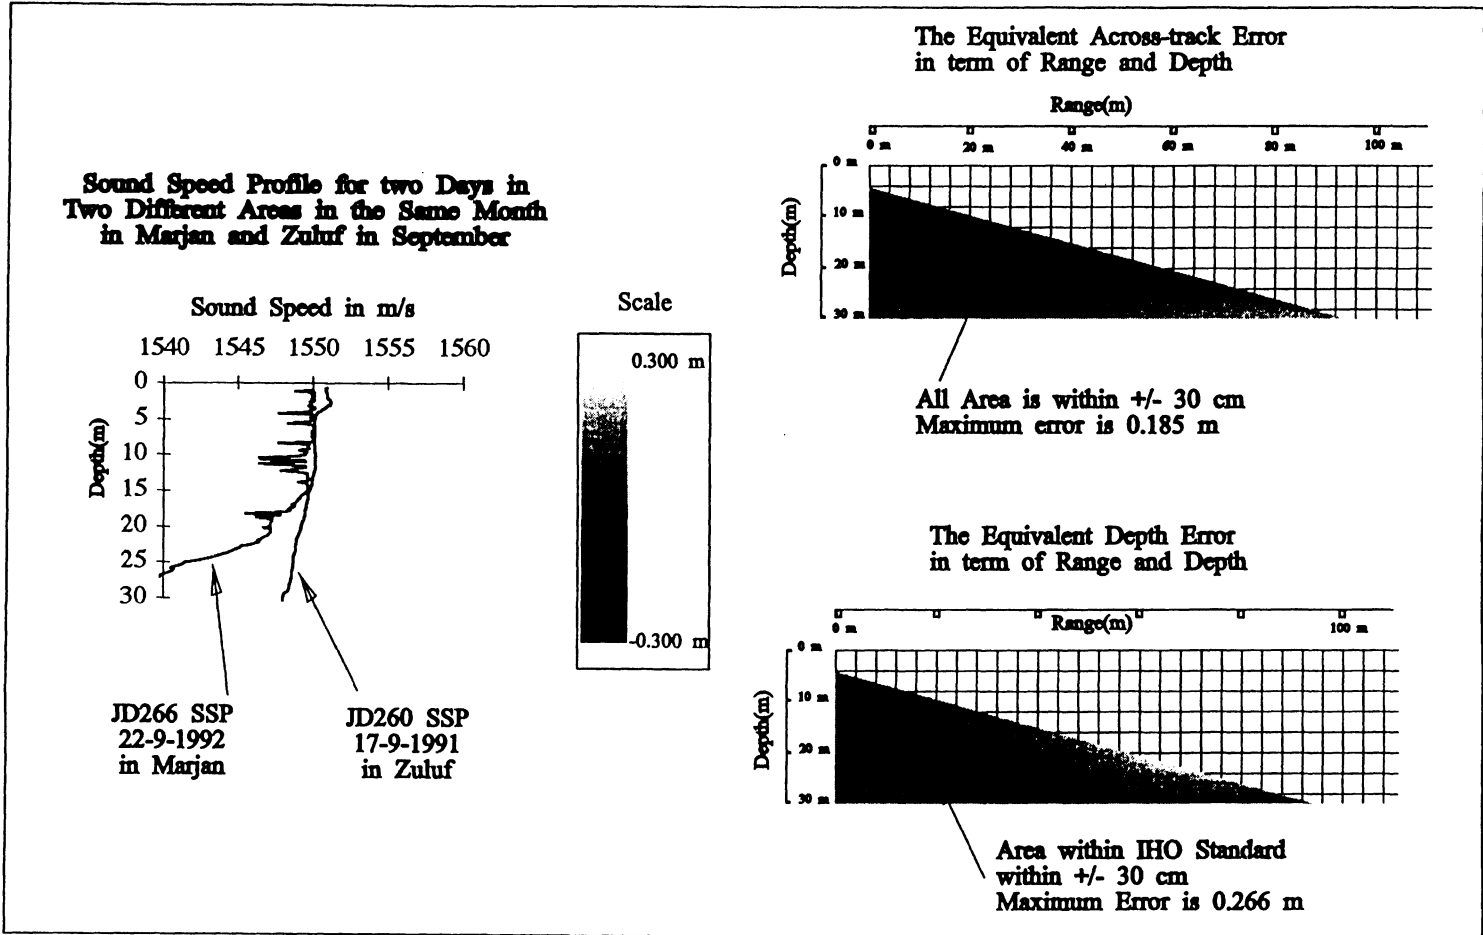 Sound Speed Profile for two Days in
Two Different Areas in the Same Month
in Marjan and Zuluf in September
Sound Speed in m/s
1540 1545 1550 1555 1560
Depth(m)
0
5
10
15
20
25
30
JD266 SSP
22-9-1992
in Marjan
JD260 SSP
17-9-1991
in Zuluf
Scale
0.300 m
-0.300 m
The Equivalent Across-track Error
in term of Range and Depth
Range(m)
0 m 20 m 40 m 60 m 80 m 100 m
Depth(m)
0 m
10 m
20 m
30 m
All Area is within +/- 30 cm
Maximum error is 0.185 m
The Equivalent Depth Error
in term of Range and Depth
Range(m)
0 m 100 m
Depth(m)
0 m
10 m
20 m
30 m
Area within IHO Standard
within +/- 30 cm
Maximum Error is 0.266 m